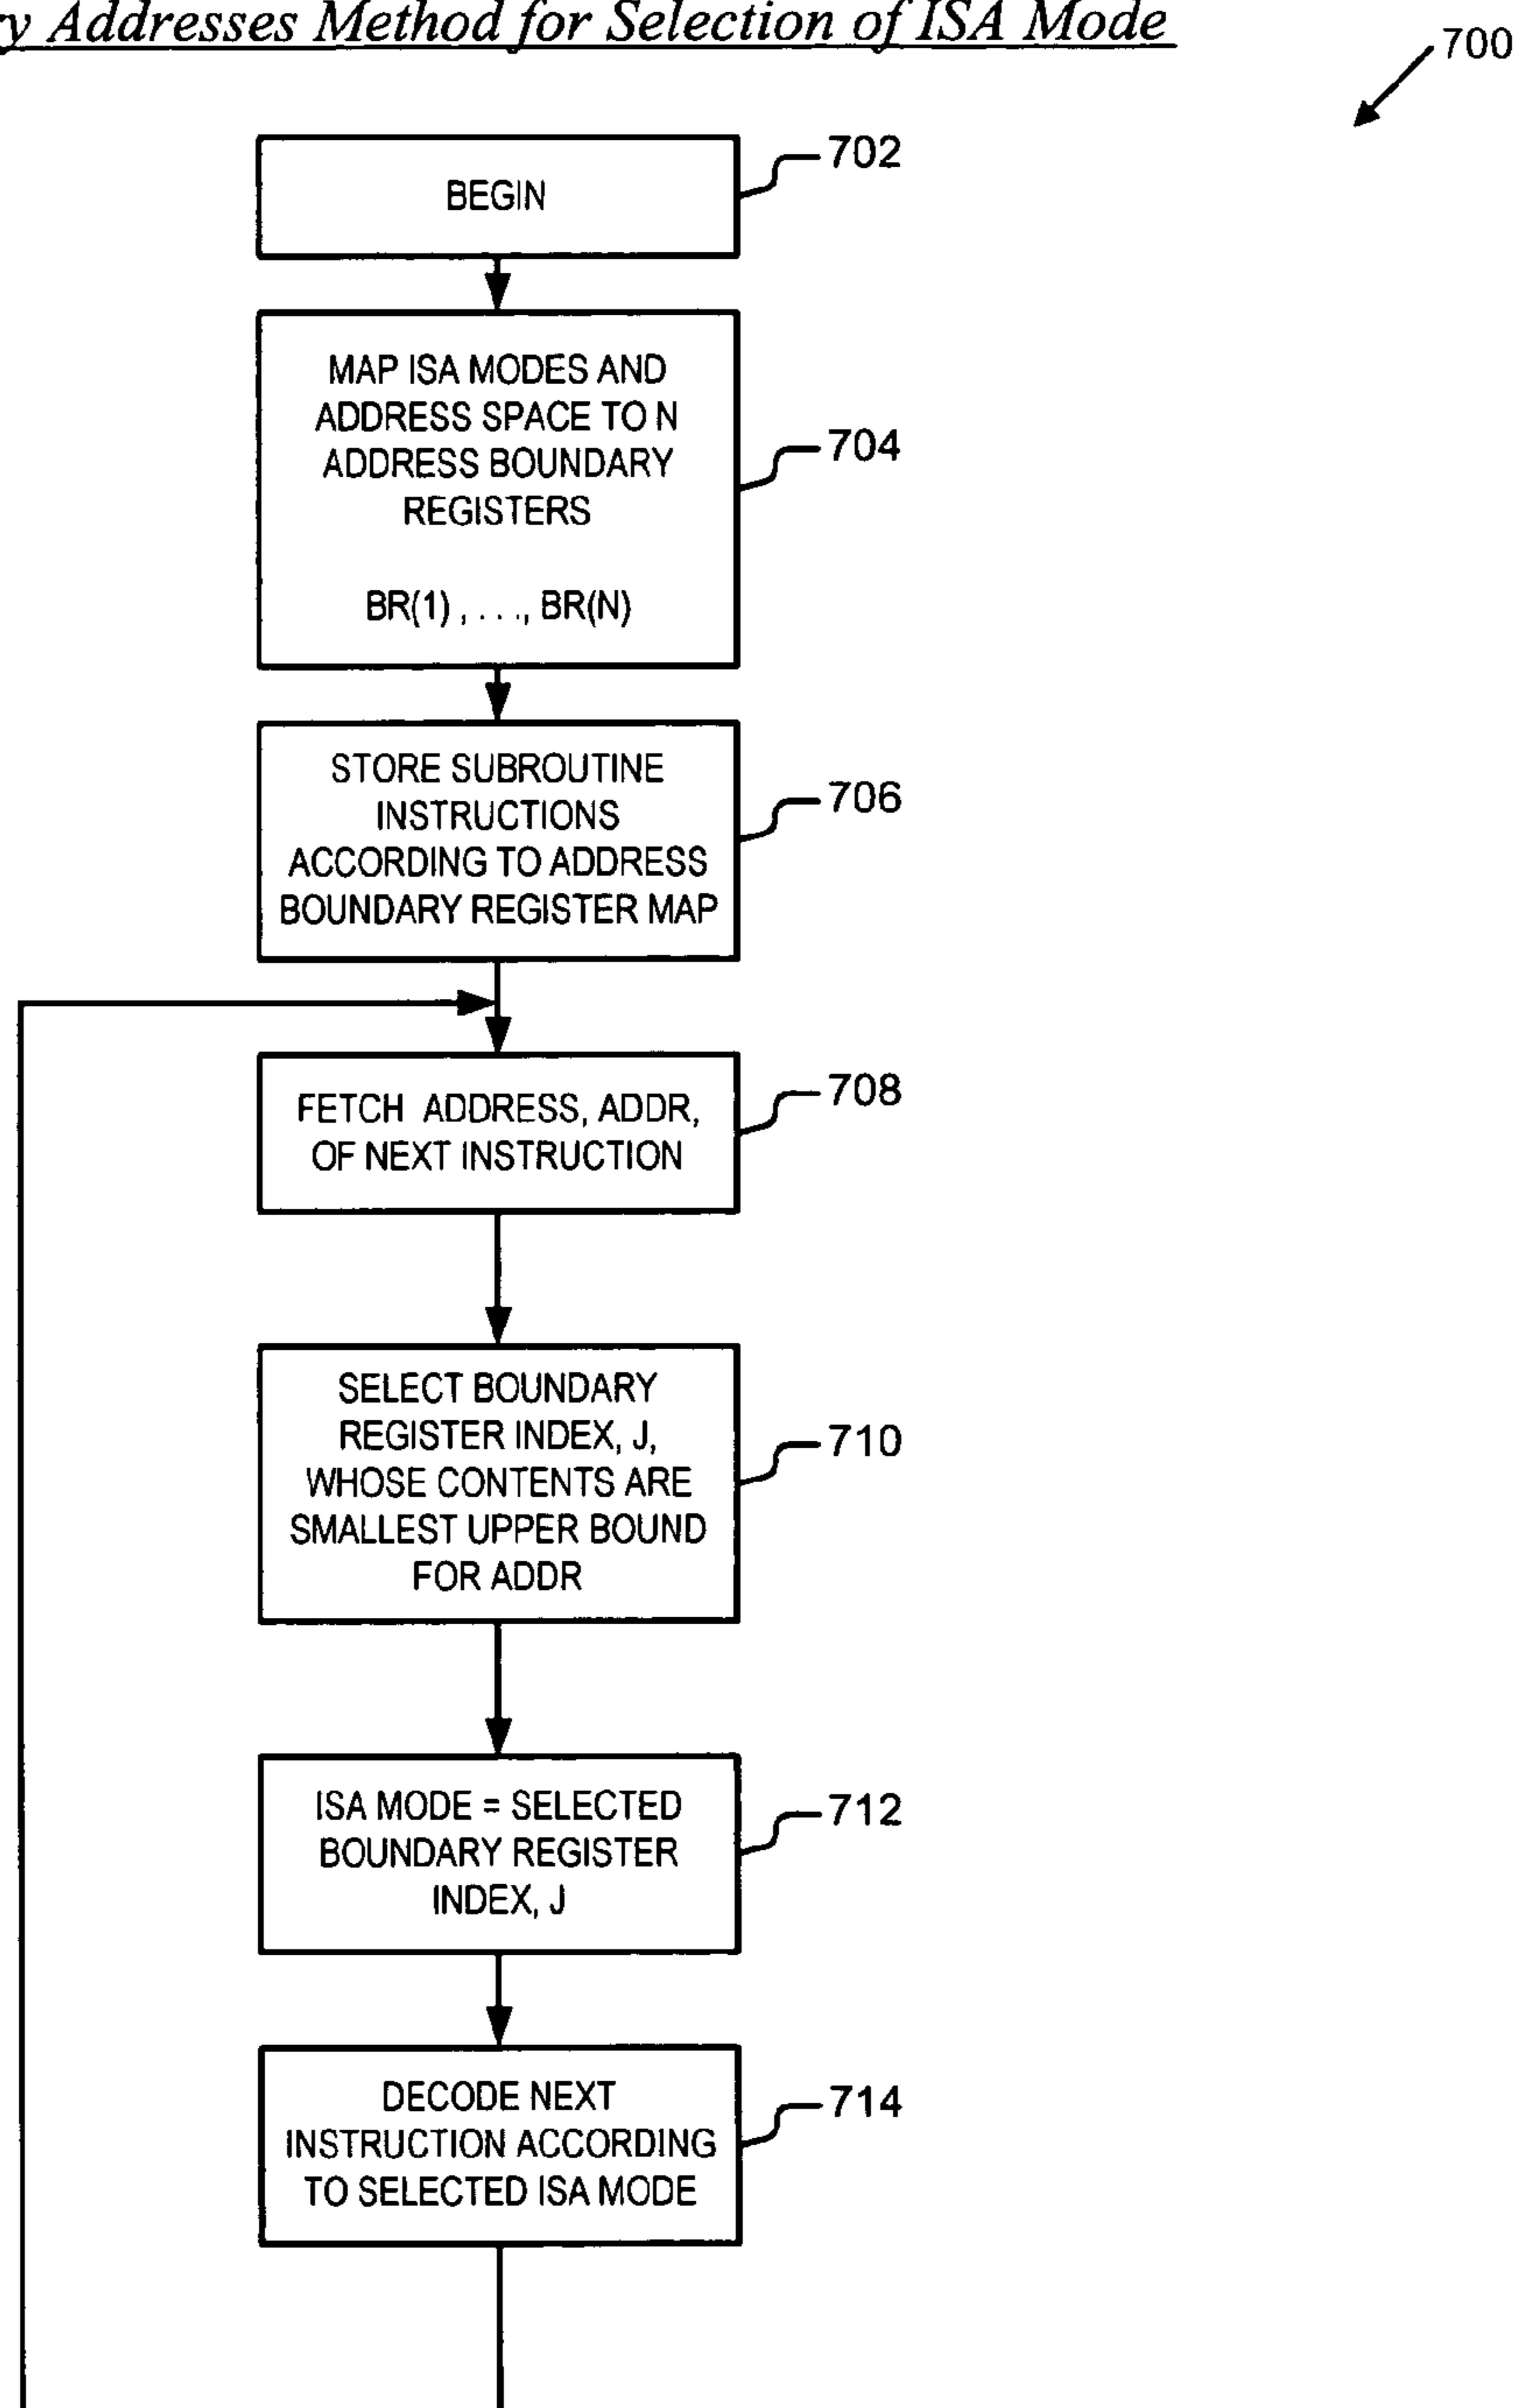 Addresses Method for Selection of ISA Mode
700
BEGIN
702
MAP ISA MODES AND
ADDRESS SPACE TO N
ADDRESS BOUNDARY
REGISTERS
BR(1) , . . ., BR(N)
704
STORE SUBROUTINE
INSTRUCTIONS
ACCORDING TO ADDRESS
BOUNDARY REGISTER MAP
706
FETCH ADDRESS, ADDR,
OF NEXT INSTRUCTION
708
SELECT BOUNDARY
REGISTER INDEX, J,
WHOSE CONTENTS ARE
SMALLEST UPPER BOUND
FOR ADDR
710
ISA MODE = SELECTED
BOUNDARY REGISTER
INDEX, J
712
DECODE NEXT
INSTRUCTION ACCORDING
TO SELECTED ISA MODE
714